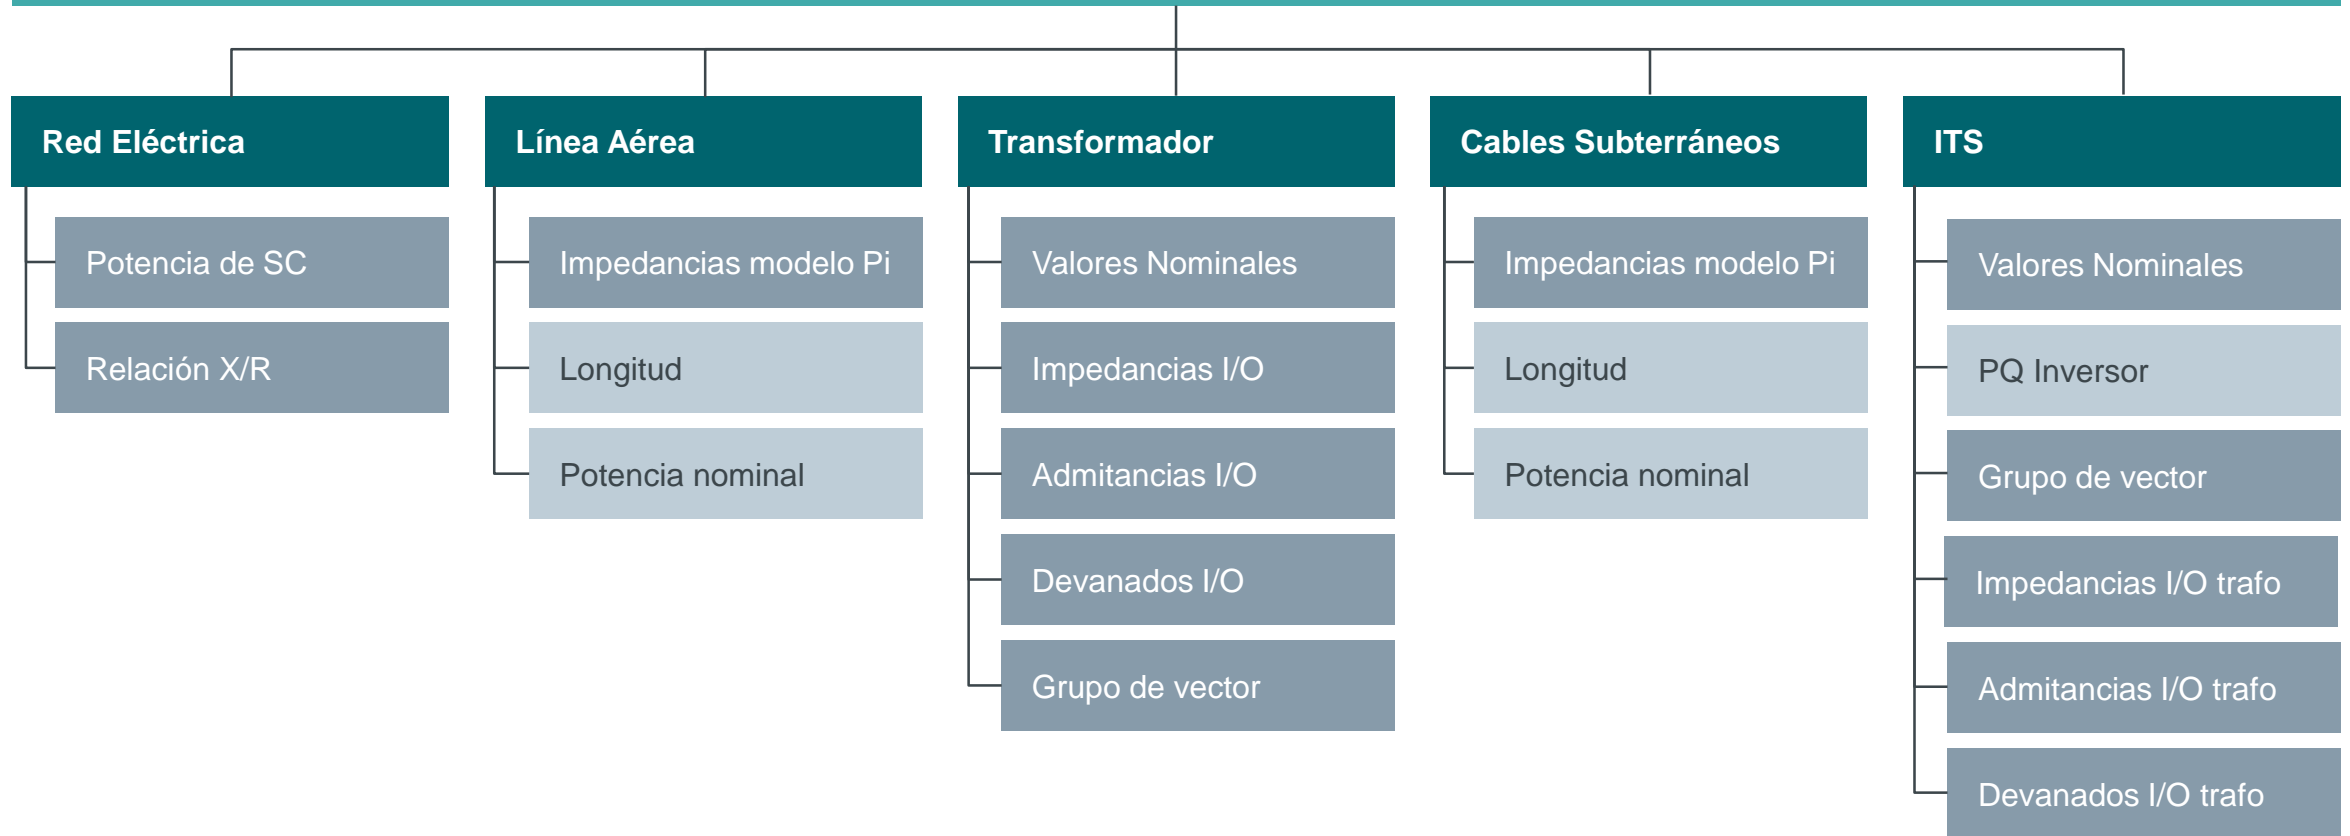 Red Eléctrica
Potencia de SC
Relación X/R
Línea Aérea
Impedancias modelo Pi
Longitud
Potencia nominal
Transformador
Valores Nominales
Impedancias I/O
Admitancias I/O
Devanados I/O
Grupo de vector
Cables Subterráneos
Impedancias modelo Pi
Longitud
Potencia nominal
ITS
Valores Nominales
PQ Inversor
Grupo de vector
Impedancias I/O trafo
Admitancias I/O trafo
Devanados I/O trafo